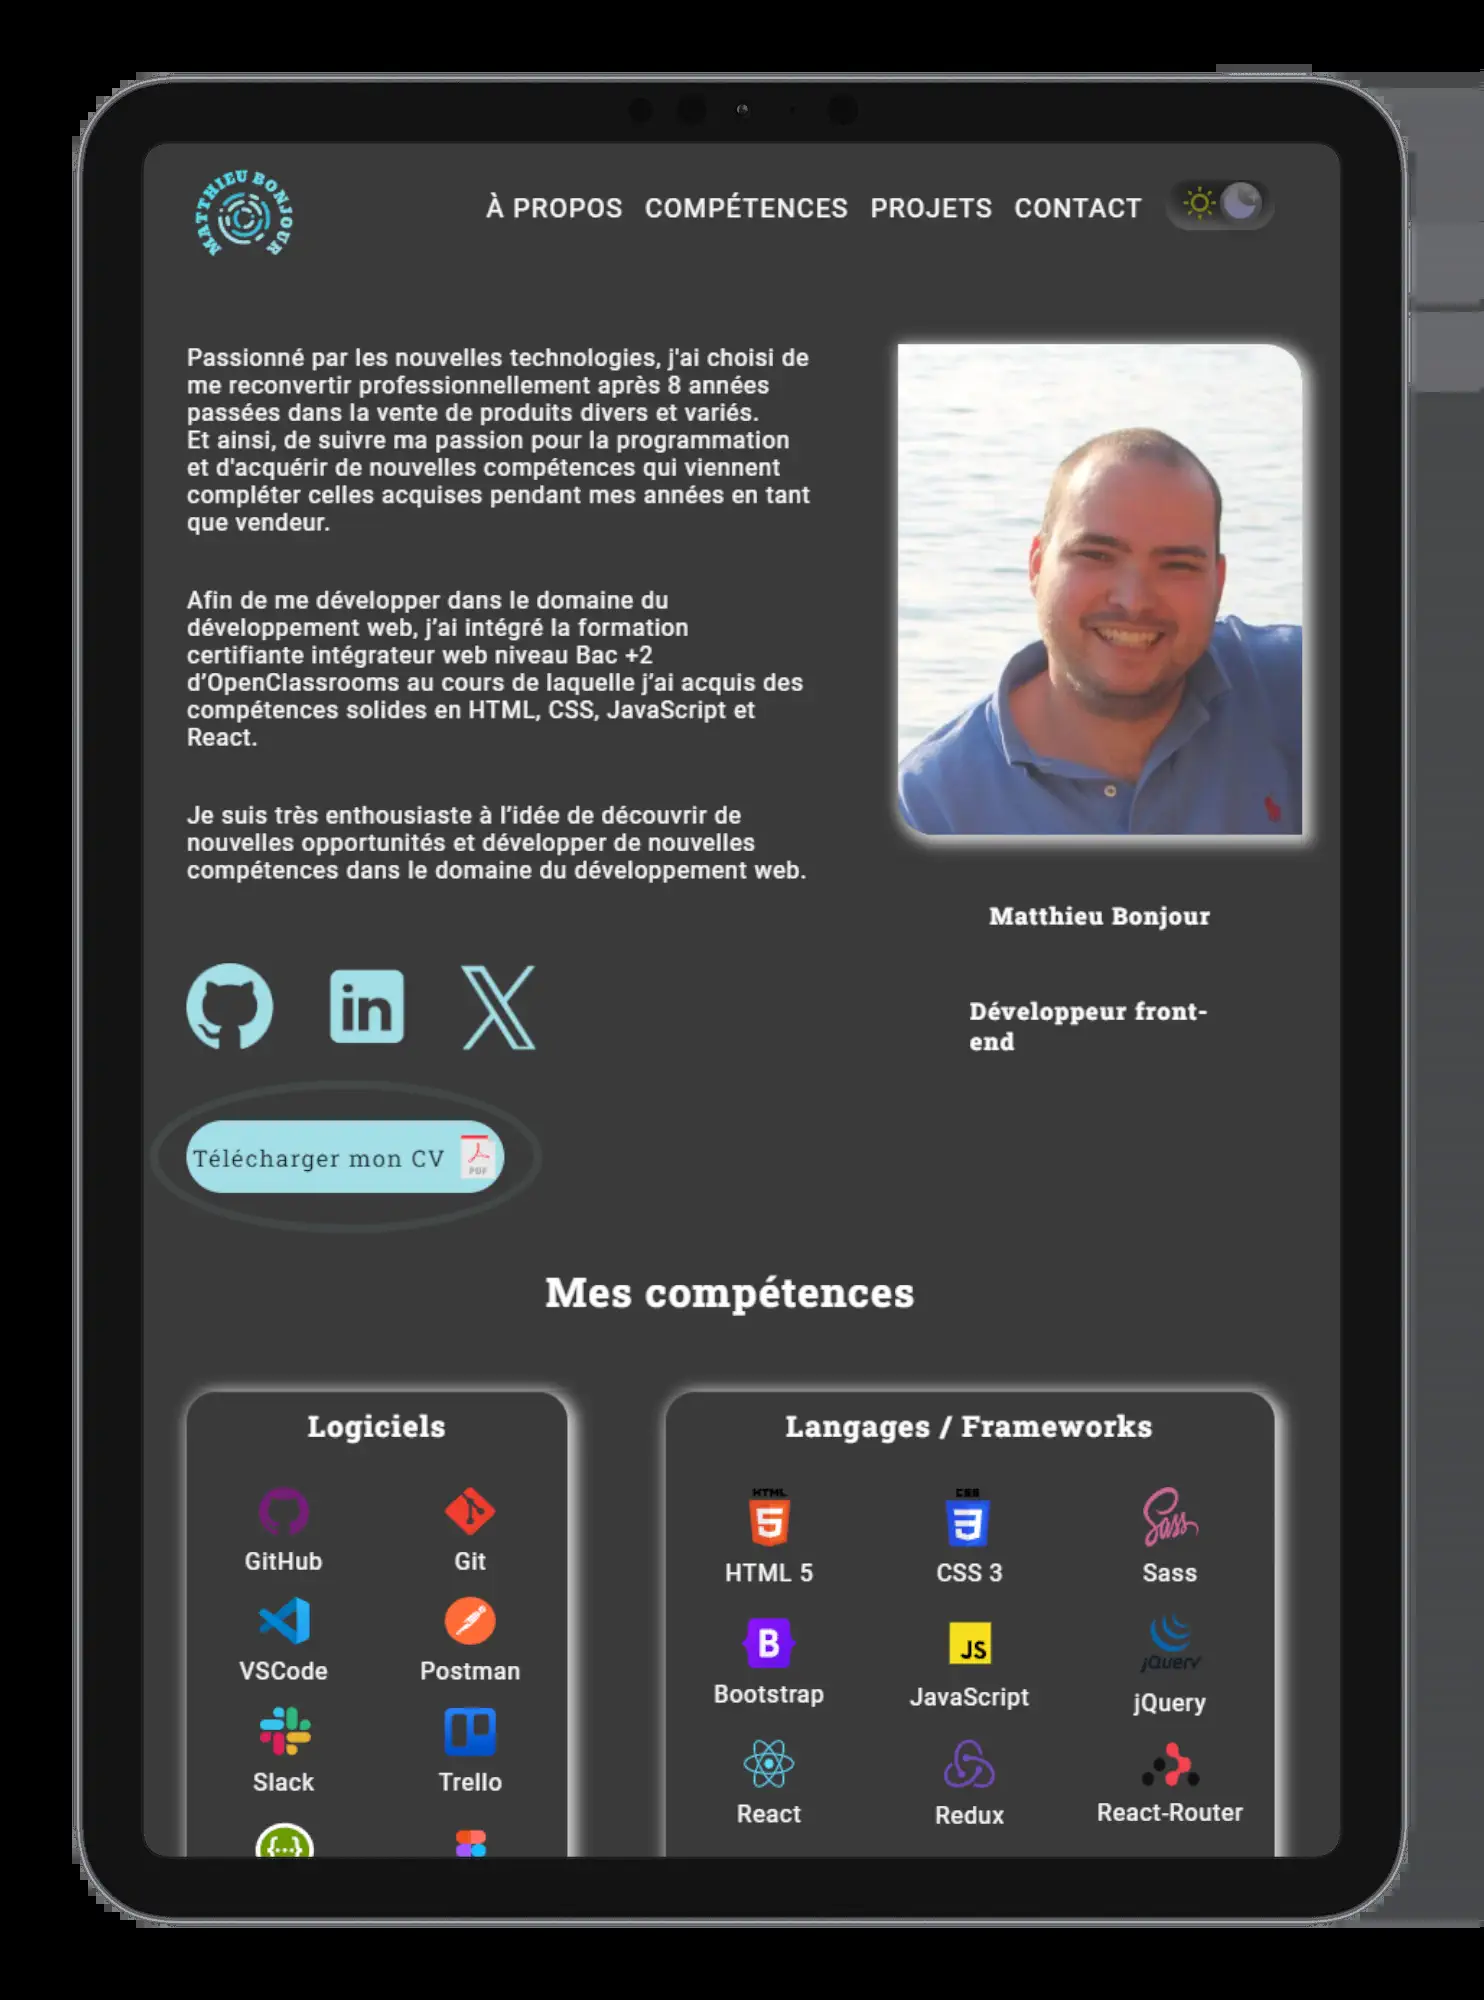 MATTHIEU BONJOUR
À PROPOS COMPÉTENCES PROJETS CONTACT
Passionné par les nouvelles technologies, j'ai choisi de
me reconvertir professionnellement après 8 années
passées dans la vente de produits divers et variés.
Et ainsi, de suivre ma passion pour la programmation
et d'acquérir de nouvelles compétences qui viennent
compléter celles acquises pendant mes années en tant
que vendeur.
Afin de me développer dans le domaine du
développement web, j’ai intégré la formation
certifiante intégrateur web niveau Bac +2
d’OpenClassrooms au cours de laquelle j’ai acquis des
compétences solides en HTML, CSS, JavaScript et
React.
Je suis très enthousiaste à l’idée de découvrir de
nouvelles opportunités et développer de nouvelles
compétences dans le domaine du développement web.
Matthieu Bonjour
Développeur front-
end
in
Télécharger mon CV
PDF
Mes compétences
Logiciels
GitHub Git
VSCode Postman
Slack Trello
{...}
Langages / Frameworks
HTML CSS Sass
5 3
HTML 5 CSS 3 Sass
B JS jQuery
Bootstrap JavaScript jQuery
React Redux React-Router